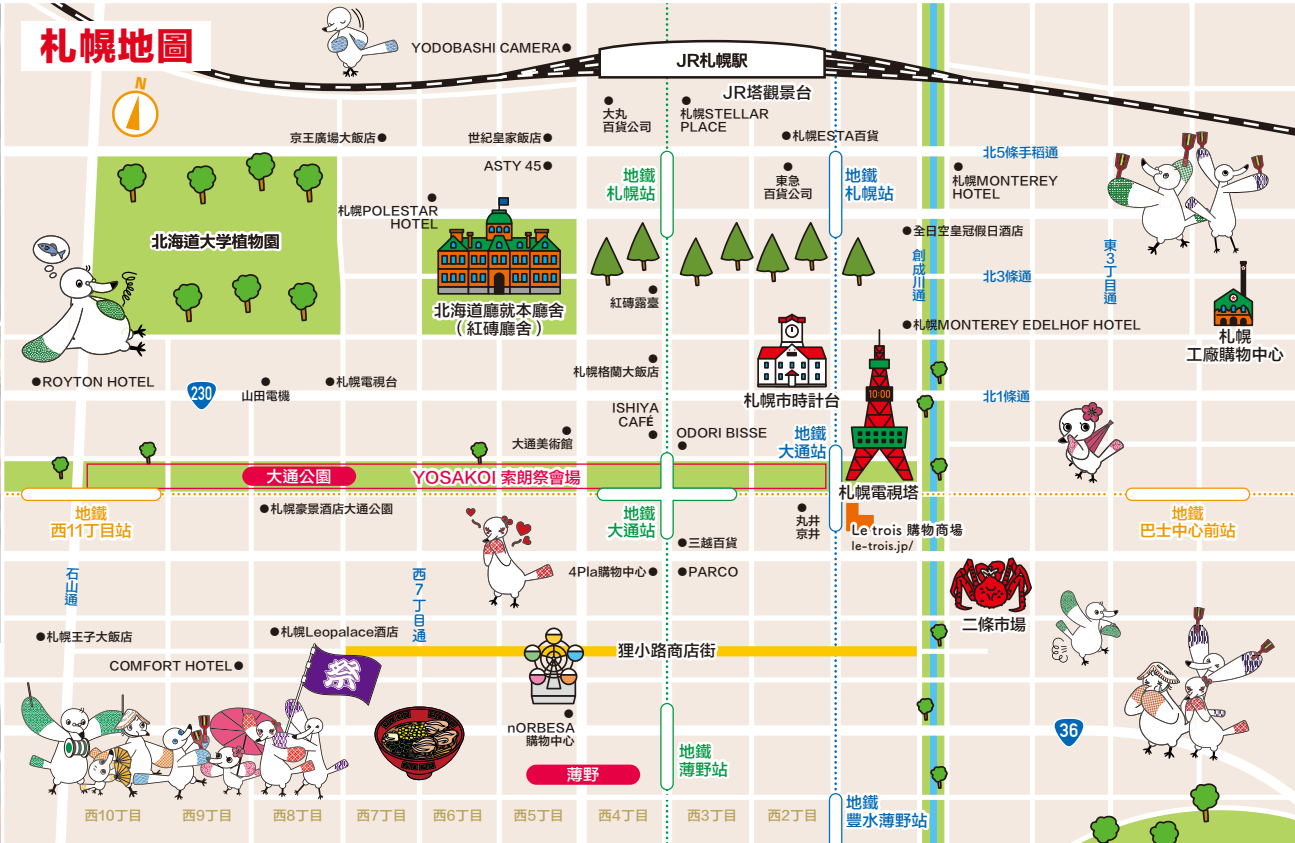 札幌地圖
N
YODOBASHI CAMERA
JR札幌駅
JR塔觀景台
大丸
百貨公司
札幌STELLAR
PLACE
京王廣場大飯店
世紀皇家飯店
札幌ESTA百貨
ASTY 45
地鐵
札幌站
東急
百貨公司
地鐵
札幌站
北5條手稻通
札幌MONTEREY
HOTEL
札幌POLESTAR
HOTEL
北海道大学植物園
全日空皇冠假日酒店
創成川通
北3條通
東3丁目通
北海道廳就本廳舍
（紅磚廳舍）
紅磚露臺
札幌MONTEREY EDELHOF HOTEL
札幌
工廠購物中心
ROYTON HOTEL
230
山田電機
札幌電視台
札幌格蘭大飯店
札幌市時計台
10:00
北1條通
ISHIYA
CAFÉ
大通美術館
ODORI BISSE
地鐵
大通站
大通公園
YOSAKOI 索朗祭會場
札幌電視塔
地鐵
西11丁目站
札幌豪景酒店大通公園
地鐵
大通站
丸井
京井
Le trois 購物商場
le-trois.jp/
地鐵
巴士中心前站
三越百貨
4Pla購物中心
PARCO
石山通
西7丁目通
二條市場
札幌王子大飯店
札幌Leopalace酒店
COMFORT HOTEL
狸小路商店街
祭
nORBESA
購物中心
薄野
地鐵
薄野站
36
西10丁目
西9丁目
西8丁目
西7丁目
西6丁目
西5丁目
西4丁目
西3丁目
西2丁目
地鐵
豐水薄野站